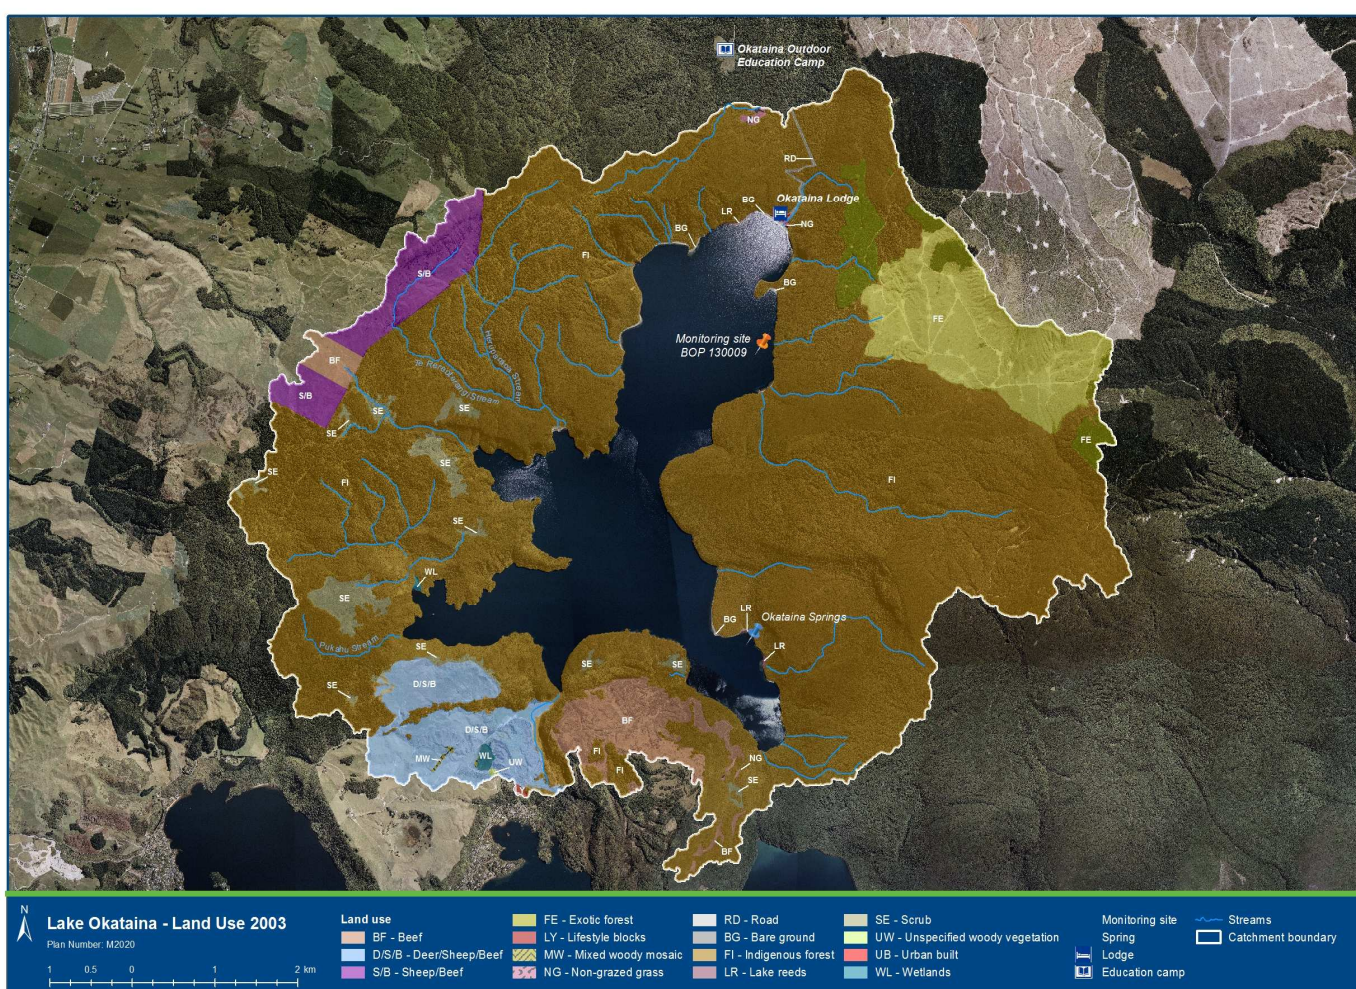 Okataina Outdoor
Education Camp
NG
RD
BG
Okataina Lodge
LR
BG
NG
FI
S/B
BG
FE
Monitoring site
BOP 130009
BF
S/B
Stream
SE
SE
SE
FE
SE
SE
FI
FI
SE
WL
SE
LR
BG
Okataina Springs
Pukahu Stream
SE
LR
SE
SE
SE
D/S/B
BF
D/S/B
FI
MW
WL
UW
FI
NG
SE
BF
N
Lake Okataina - Land Use 2003
Plan Number: M2020
1 0.5 0 1 2 km
Land use
BF - Beef
D/S/B - Deer/Sheep/Beef
S/B - Sheep/Beef
FE - Exotic forest
LY - Lifestyle blocks
MW - Mixed woody mosaic
NG - Non-grazed grass
RD - Road
BG - Bare ground
FI - Indigenous forest
LR - Lake reeds
SE - Scrub
UW - Unspecified woody vegetation
UB - Urban built
WL - Wetlands
Monitoring site
Spring
Lodge
Education camp
Streams
Catchment boundary